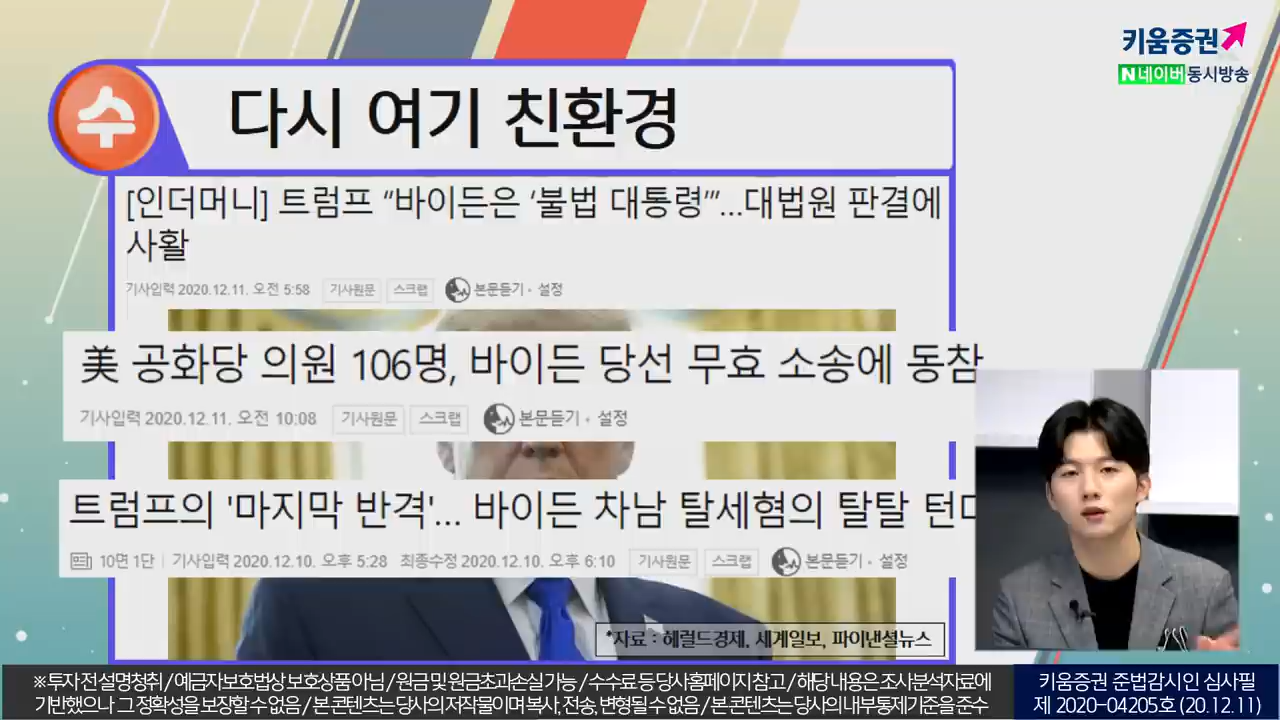 키움증권
N 네이버 동시방송
수
다시 여기 친환경
[인더머니] 트럼프 “바이든은 ‘불법 대통령’”…대법원 판결에
사활
기사입력 2020.12.11. 오전 5:58 기사원문 스크랩 본문듣기 · 설정
美 공화당 의원 106명, 바이든 당선 무효 소송에 동참
기사입력 2020.12.11. 오전 10:08 기사원문 스크랩 본문듣기 · 설정
트럼프의 '마지막 반격'... 바이든 차남 탈세혐의 탈탈 턴다
10면 1단 기사입력 2020.12.10. 오후 5:28 최종수정 2020.12.10. 오후 6:10 기사원문 스크랩 본문듣기 · 설정
*자료 : 헤럴드경제, 세계일보, 파이낸셜뉴스
※ 투자 전 설명청취 / 예금자보호법상 보호상품 아님 / 원금 및 원금초과손실 가능 / 수수료 등 당사 홈페이지 참고 / 해당 내용은 조사분석자료에
기반했으나 그 정확성을 보장할 수 없음 / 본 콘텐츠는 당사의 저작물이며 복사, 전송, 변형될 수 없음 / 본 콘텐츠는 당사의 내부통제기준을 준수
키움증권 준법감시인 심사필
제 2020-04205호 (20.12.11)